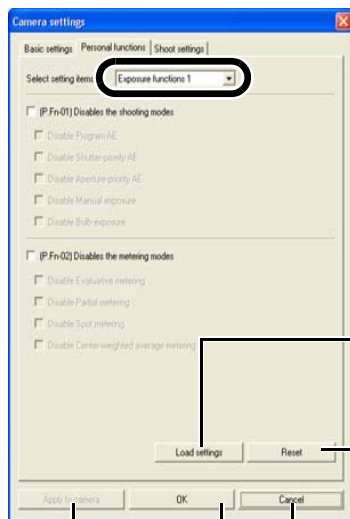 Camera settings
Basic settings Personal functions Shoot settings
Select setting items Exposure functions 1
(P.Fn-01) Disables the shooting modes
Disable Program AE
Disable Shutter-priority AE
Disable Aperture-priority AE
Disable Manual exposure
Disable Bulb exposure
(P.Fn-02) Disables the metering modes
Disable Evaluative metering
Disable Partial metering
Disable Spot metering
Disable Center-weighted average metering
Load settings Reset
Apply to camera OK Cancel